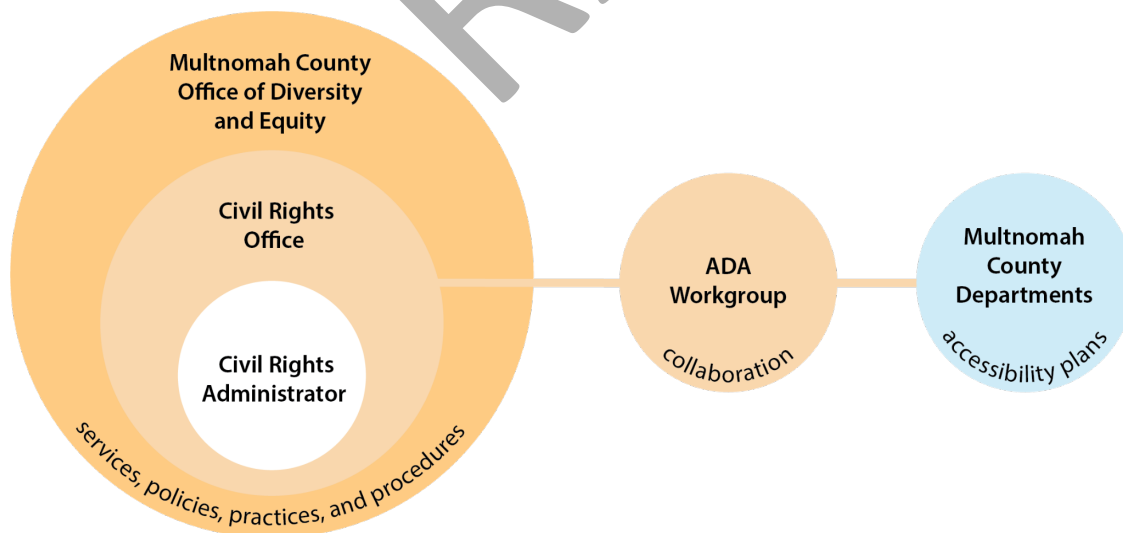 Multnomah County
Office of Diversity
and Equity
Civil Rights
Office
Civil Rights
Administrator
services, policies, practices, and procedures
ADA
Workgroup
collaboration
Multnomah
County
Departments
accessibility plans